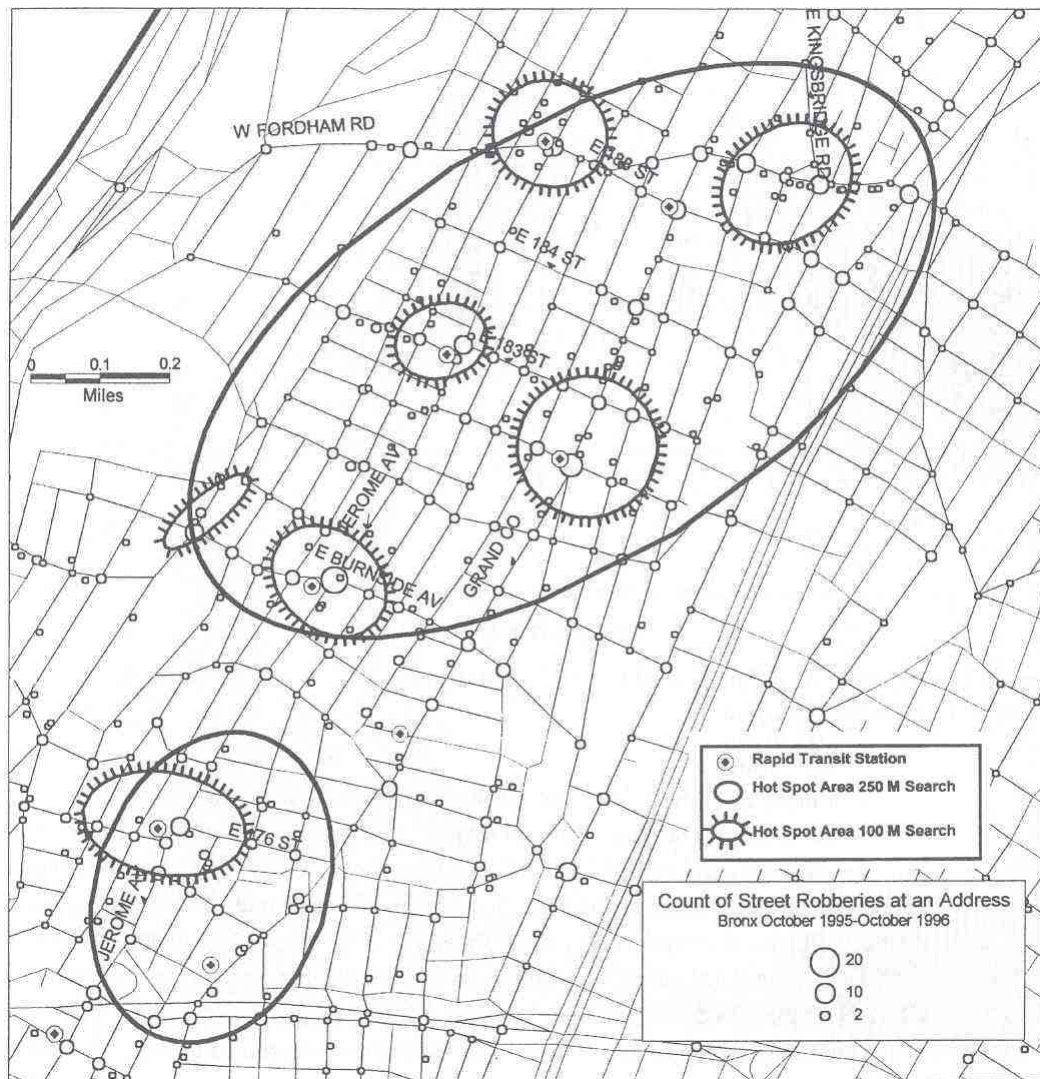 E KINGSBRIDGE RD
W FORDHAM RD
E 188 ST
E 184 ST
E 183 ST
0 0.1 0.2
Miles
JEROME AV
E BURNSIDE AV
GRAND
Rapid Transit Station
Hot Spot Area 250 M Search
Hot Spot Area 100 M Search
E 176 ST
JEROME AV
Count of Street Robberies at an Address
Bronx October 1995-October 1996
20
10
2